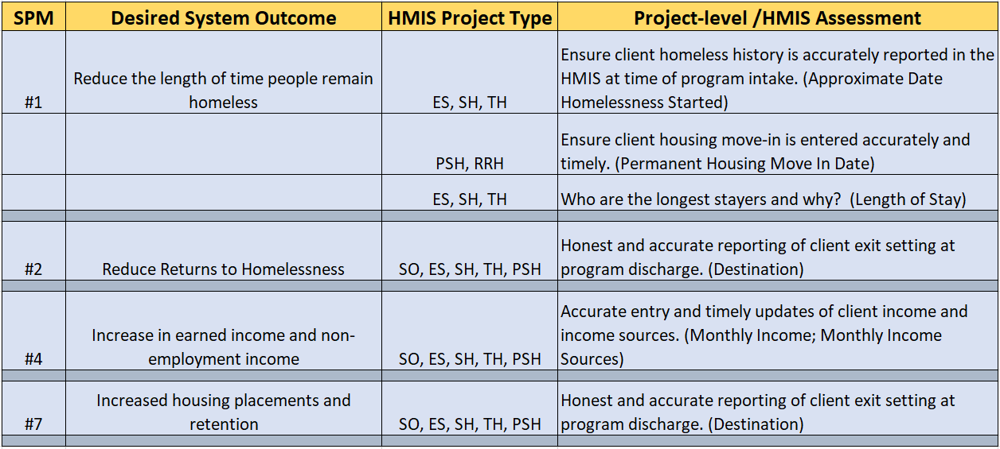 SPM Desired System Outcome HMIS Project Type Project-level /HMIS Assessment
Ensure client homeless history is accurately reported in the
Reduce the length of time people remain HMIS at time of program intake. (Approximate Date
#1 homeless ES, SH, TH Homelessness Started)
Ensure client housing move-in is entered accurately and
PSH, RRH timely. (Permanent Housing Move In Date)
ES, SH, TH Who are the longest stayers and why?  (Length of Stay)
Honest and accurate reporting of client exit setting at
#2 Reduce Returns to Homelessness SO, ES, SH, TH, PSH program discharge. (Destination)
Accurate entry and timely updates of client income and
Increase in earned income and non- income sources. (Monthly Income; Monthly Income
#4 employment income SO, ES, SH, TH, PSH Sources)
Increased housing placements and Honest and accurate reporting of client exit setting at
#7 retention SO, ES, SH, TH, PSH program discharge. (Destination)